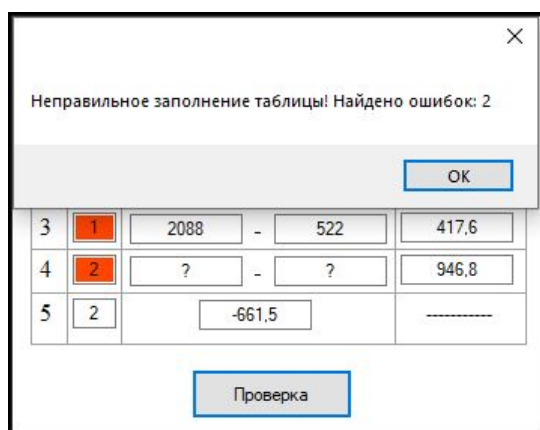 Неправильное заполнение таблицы! Найдено ошибок: 2
ОК
3 1 2088 - 522 417,6
4 2 ? - ? 946,8
5 2 -661,5 -----------
Проверка